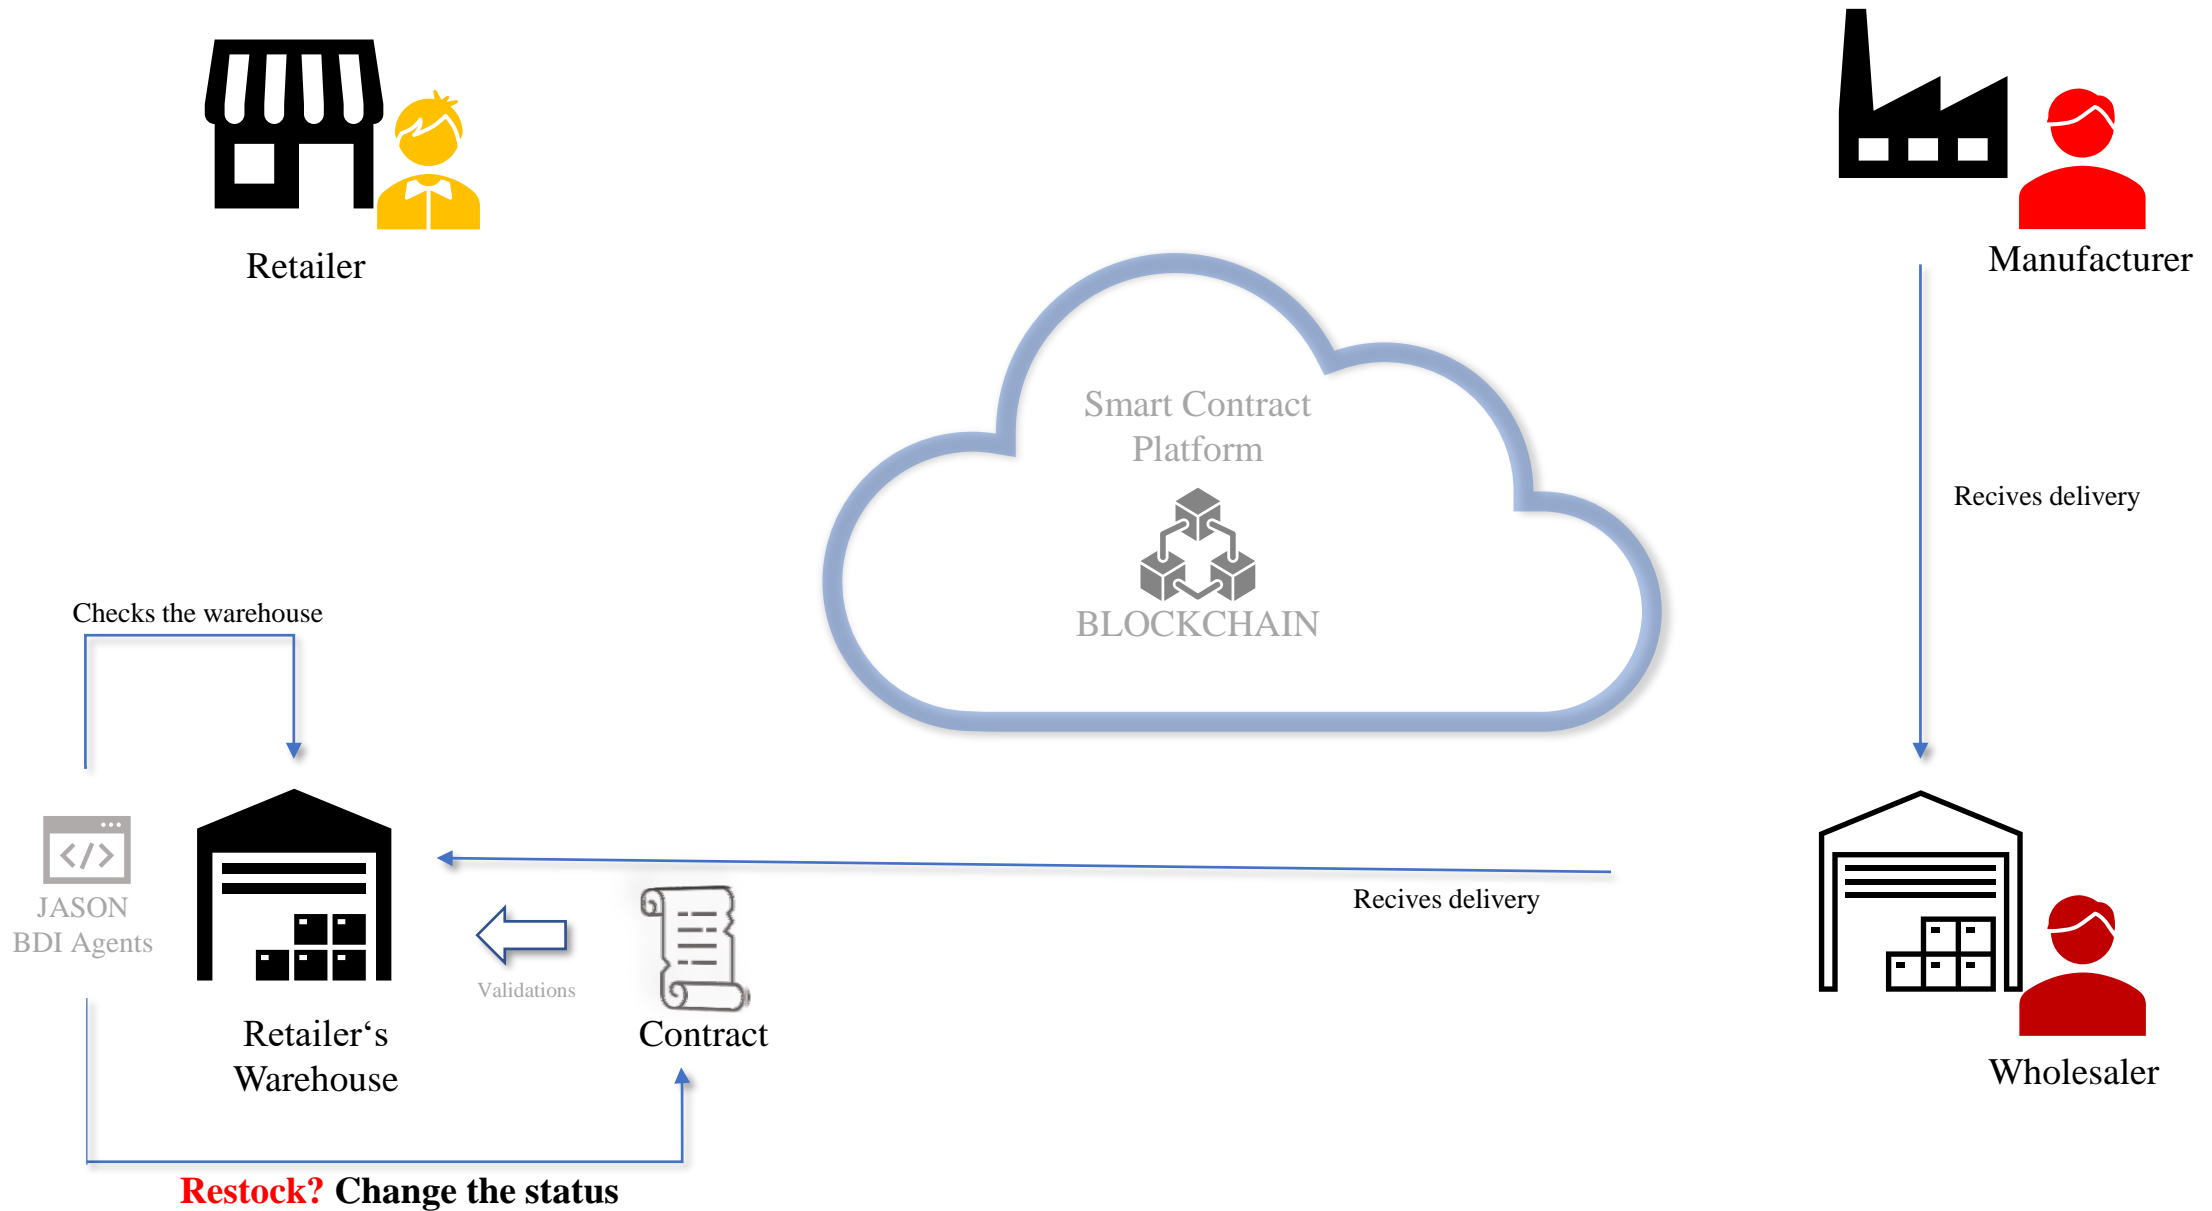 Retailer
Manufacturer
Smart Contract
Platform
BLOCKCHAIN
Recives delivery
Checks the warehouse
JASON
BDI Agents
Recives delivery
Validations
Retailer‘s
Warehouse
Contract
Wholesaler
Restock? Change the status